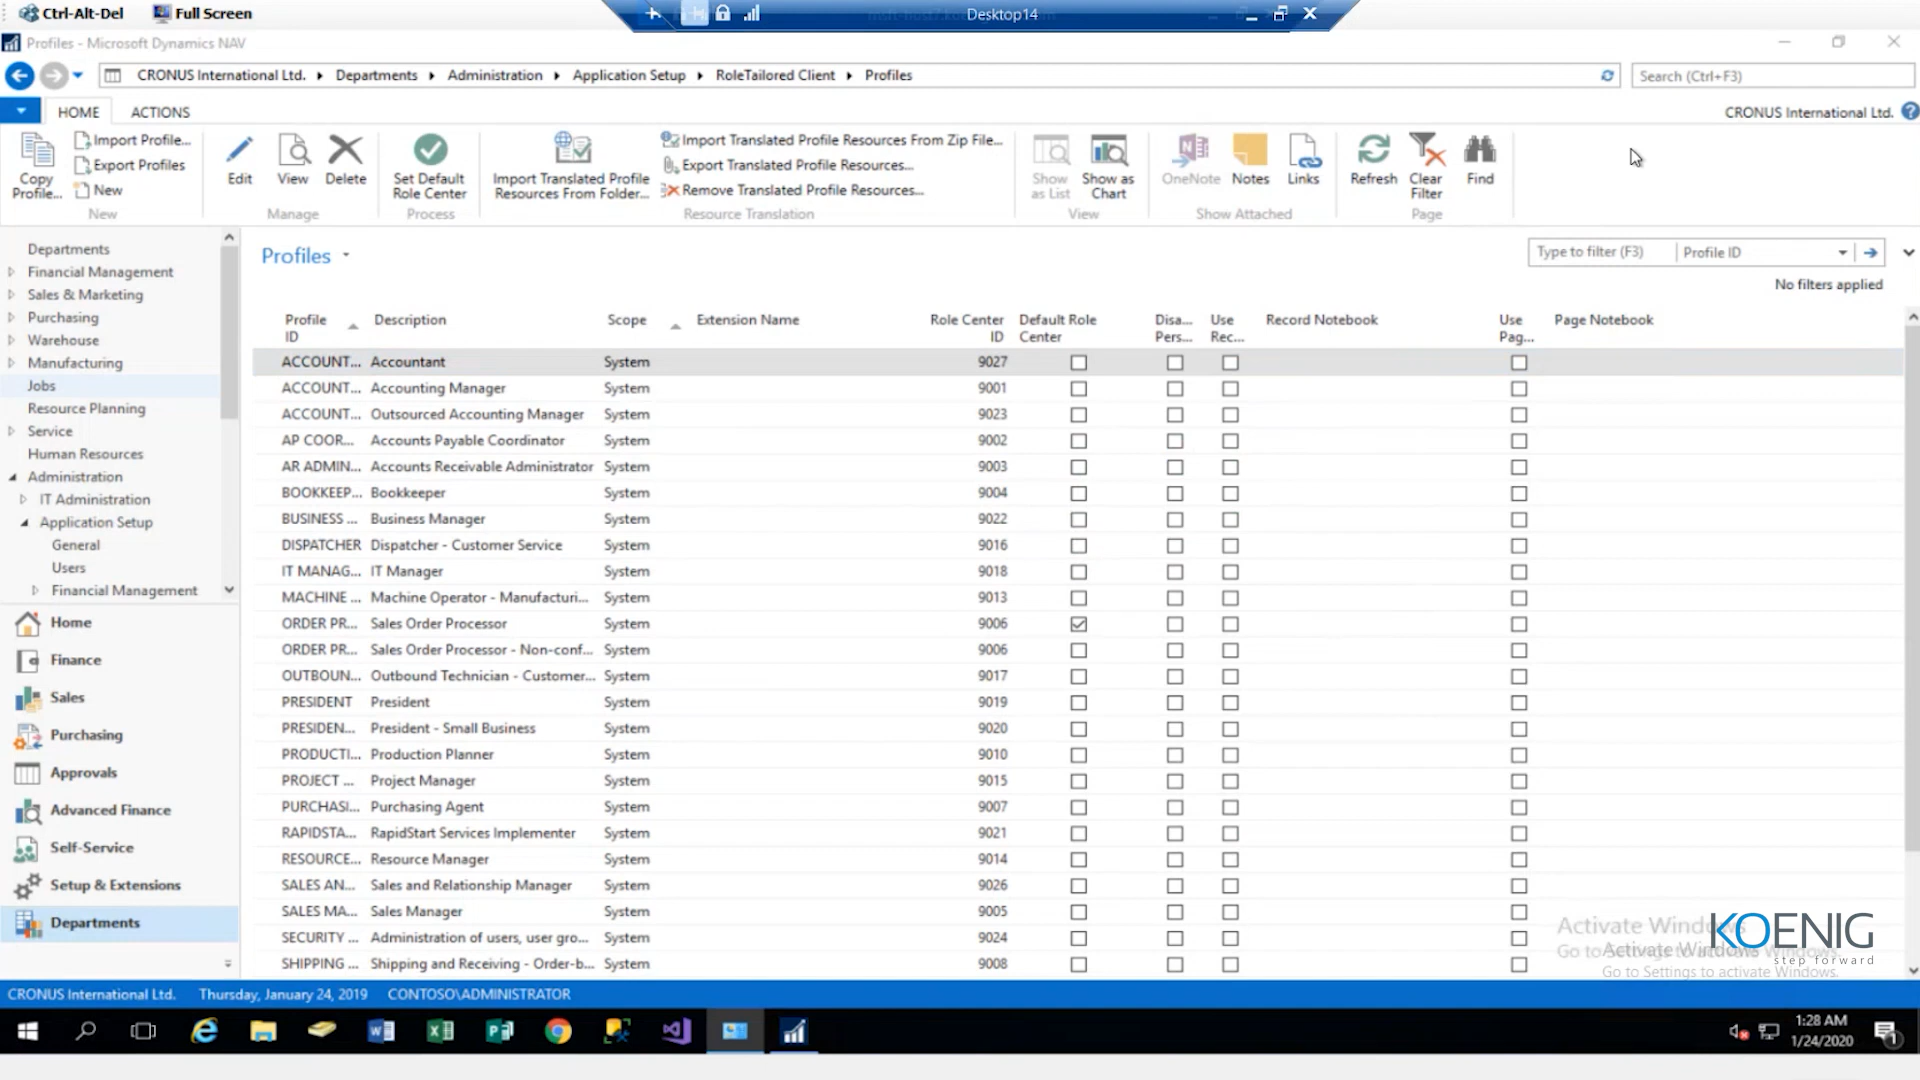 Ctrl-Alt-Del Full Screen Desktop14
Profiles - Microsoft Dynamics NAV
CRONUS International Ltd. Departments Administration Application Setup RoleTailored Client Profiles Search (Ctrl+F3)
HOME ACTIONS CRONUS International Ltd.
Copy Profile...
Import Profile...
Export Profiles
New
New
Edit
View
Delete
Manage
Set Default Role Center
Process
Import Translated Profile Resources From Folder...
Import Translated Profile Resources From Zip File...
Export Translated Profile Resources...
Remove Translated Profile Resources...
Resource Translation
Show as List
Show as Chart
View
OneNote
Notes
Links
Show Attached
Refresh
Clear Filter
Find
Page
Departments
Financial Management
Sales & Marketing
Purchasing
Warehouse
Manufacturing
Jobs
Resource Planning
Service
Human Resources
Administration
IT Administration
Application Setup
General
Users
Financial Management
Home
Finance
Sales
Purchasing
Approvals
Advanced Finance
Self-Service
Setup & Extensions
Departments
Profiles Type to filter (F3) Profile ID
No filters applied
Profile ID Description Scope Extension Name Role Center ID Default Role Center Disa... Pers... Use Rec... Record Notebook Use Pag... Page Notebook
ACCOUNT... Accountant System 9027
ACCOUNT... Accounting Manager System 9001
ACCOUNT... Outsourced Accounting Manager System 9023
AP COOR... Accounts Payable Coordinator System 9002
AR ADMIN... Accounts Receivable Administrator System 9003
BOOKKEEP... Bookkeeper System 9004
BUSINESS ... Business Manager System 9022
DISPATCHER Dispatcher - Customer Service System 9016
IT MANAG... IT Manager System 9018
MACHINE ... Machine Operator - Manufacturi... System 9013
ORDER PR... Sales Order Processor System 9006
ORDER PR... Sales Order Processor - Non-conf... System 9006
OUTBOUN... Outbound Technician - Customer... System 9017
PRESIDENT President System 9019
PRESIDEN... President - Small Business System 9020
PRODUCTI... Production Planner System 9010
PROJECT ... Project Manager System 9015
PURCHASI... Purchasing Agent System 9007
RAPIDSTA... RapidStart Services Implementer System 9021
RESOURCE... Resource Manager System 9014
SALES AN... Sales and Relationship Manager System 9026
SALES MA... Sales Manager System 9005
SECURITY ... Administration of users, user gro... System 9024
SHIPPING ... Shipping and Receiving - Order-b... System 9008
KOENIG
step forward
Activate Windows
Go to Settings to activate Windows.
CRONUS International Ltd. Thursday, January 24, 2019 CONTOSO\ADMINISTRATOR
1:28 AM
1/24/2020
1